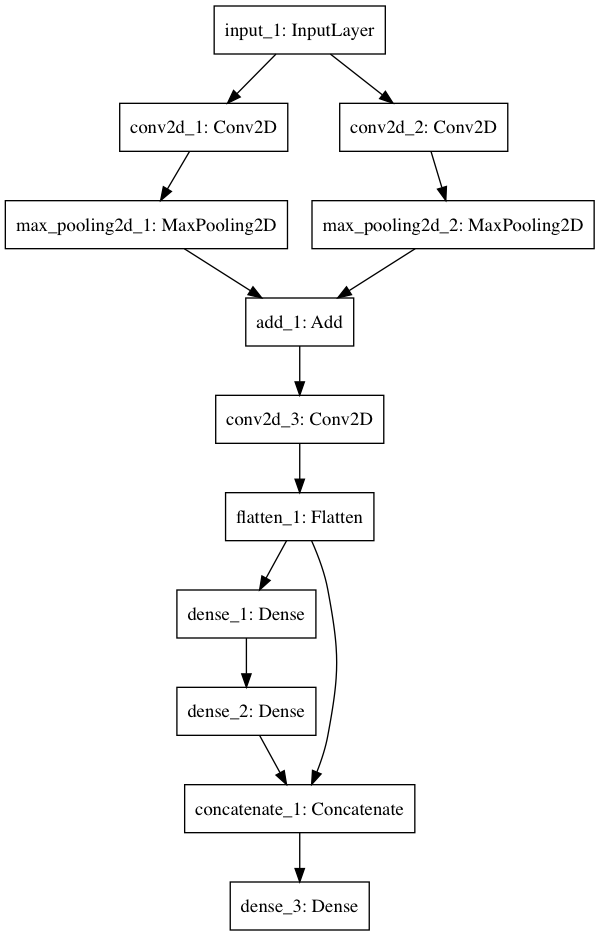 input_1: InputLayer
conv2d_1: Conv2D
conv2d_2: Conv2D
max_pooling2d_1: MaxPooling2D
max_pooling2d_2: MaxPooling2D
add_1: Add
conv2d_3: Conv2D
flatten_1: Flatten
dense_1: Dense
dense_2: Dense
concatenate_1: Concatenate
dense_3: Dense